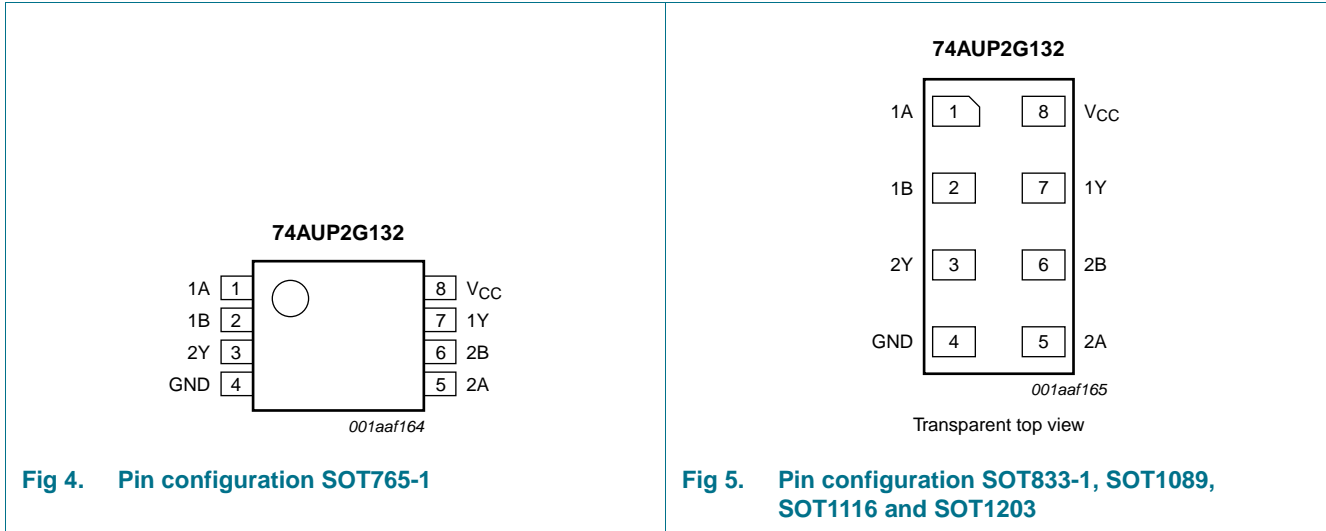 74AUP2G132
1A 1 8 VCC
1B 2 7 1Y
2Y 3 6 2B
GND 4 5 2A
001aaf164
Fig 4. Pin configuration SOT765-1
74AUP2G132
1A 1 8 VCC
1B 2 7 1Y
2Y 3 6 2B
GND 4 5 2A
001aaf165
Transparent top view
Fig 5. Pin configuration SOT833-1, SOT1089,
SOT1116 and SOT1203